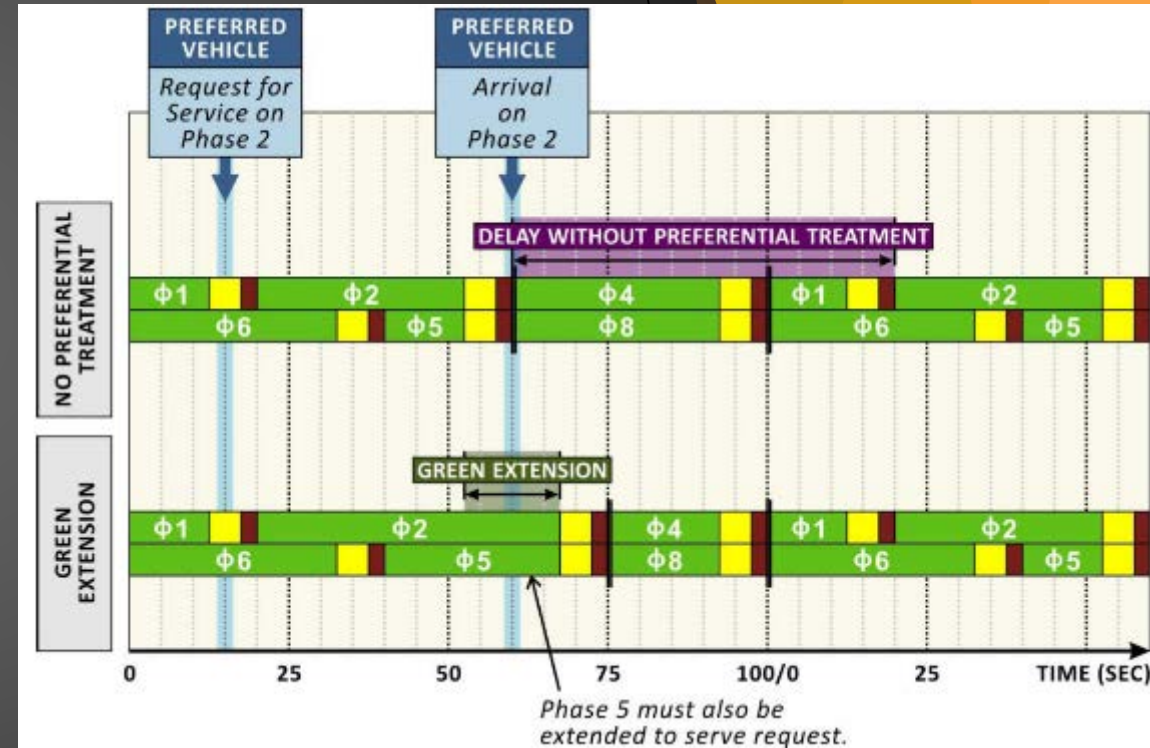 PREFERRED
VEHICLE
Request for
Service on
Phase 2
PREFERRED
VEHICLE
Arrival
on
Phase 2
NO PREFERENTIAL
TREATMENT
DELAY WITHOUT PREFERENTIAL TREATMENT
Φ1 Φ2 Φ4 Φ1 Φ2
Φ6 Φ5 Φ8 Φ6 Φ5
GREEN
EXTENSION
GREEN EXTENSION
Φ1 Φ2 Φ4 Φ1 Φ2
Φ6 Φ5 Φ8 Φ6 Φ5
0 25 50 75 100/0 25 TIME (SEC)
Phase 5 must also be
extended to serve request.